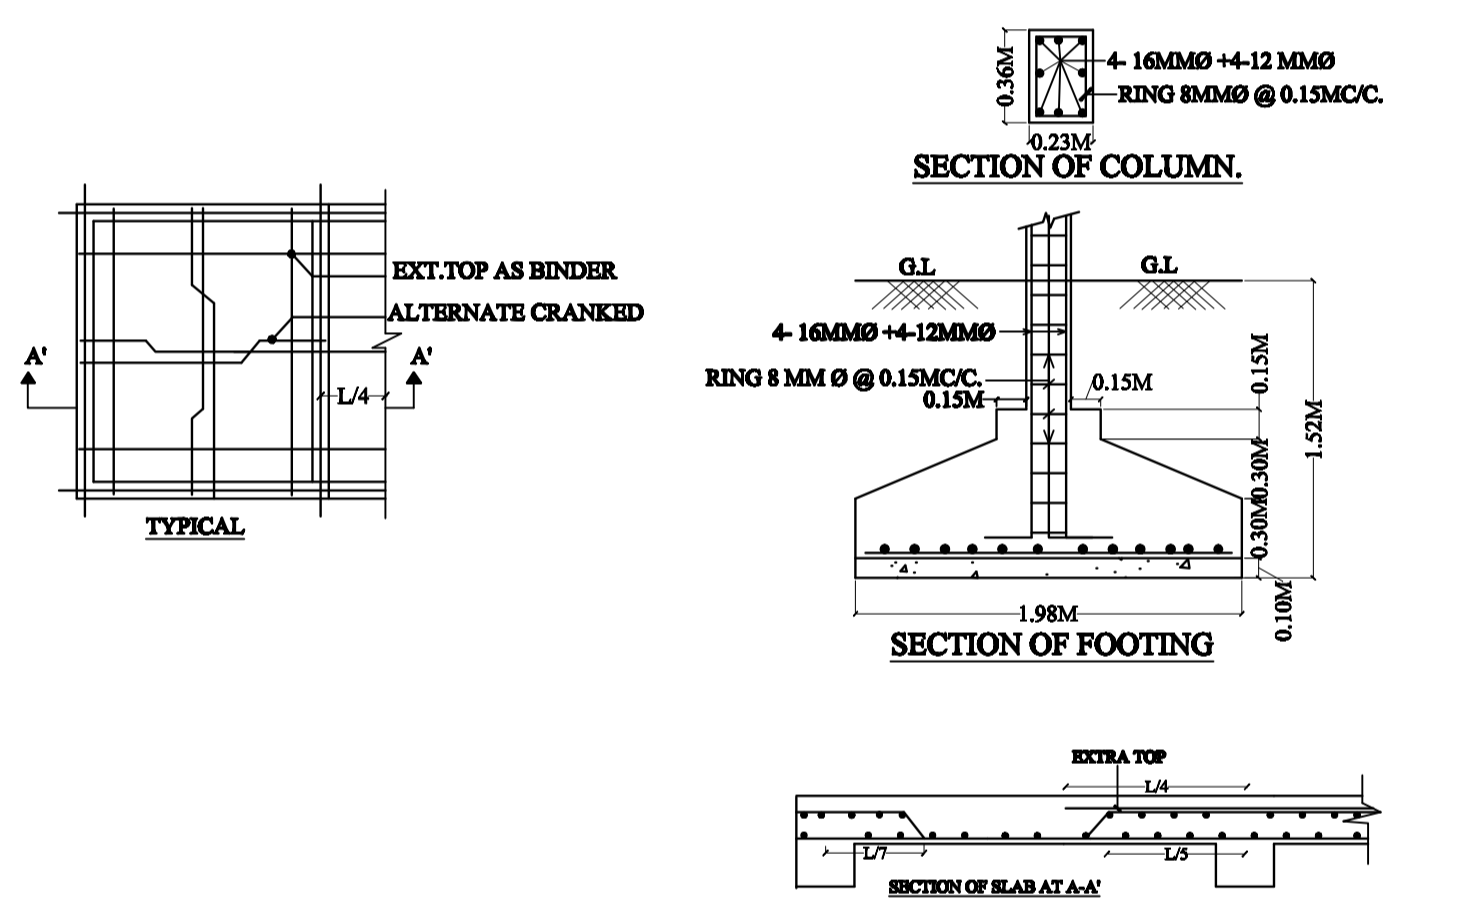 4- 16MMØ +4-12 MMØ
RING 8MMØ @ 0.15MC/C.
0.36M
0.23M
SECTION OF COLUMN.
EXT.TOP AS BINDER
ALTERNATE CRANKED
A'
A'
L/4
TYPICAL
G.L
G.L
4- 16MMØ +4-12MMØ
RING 8 MM Ø @ 0.15MC/C.
0.15M
0.15M
0.15M
0.30M
0.30M
1.52M
0.10M
1.98M
SECTION OF FOOTING
EXTRA TOP
L/4
L/7
L/5
SECTION OF SLAB AT A-A'